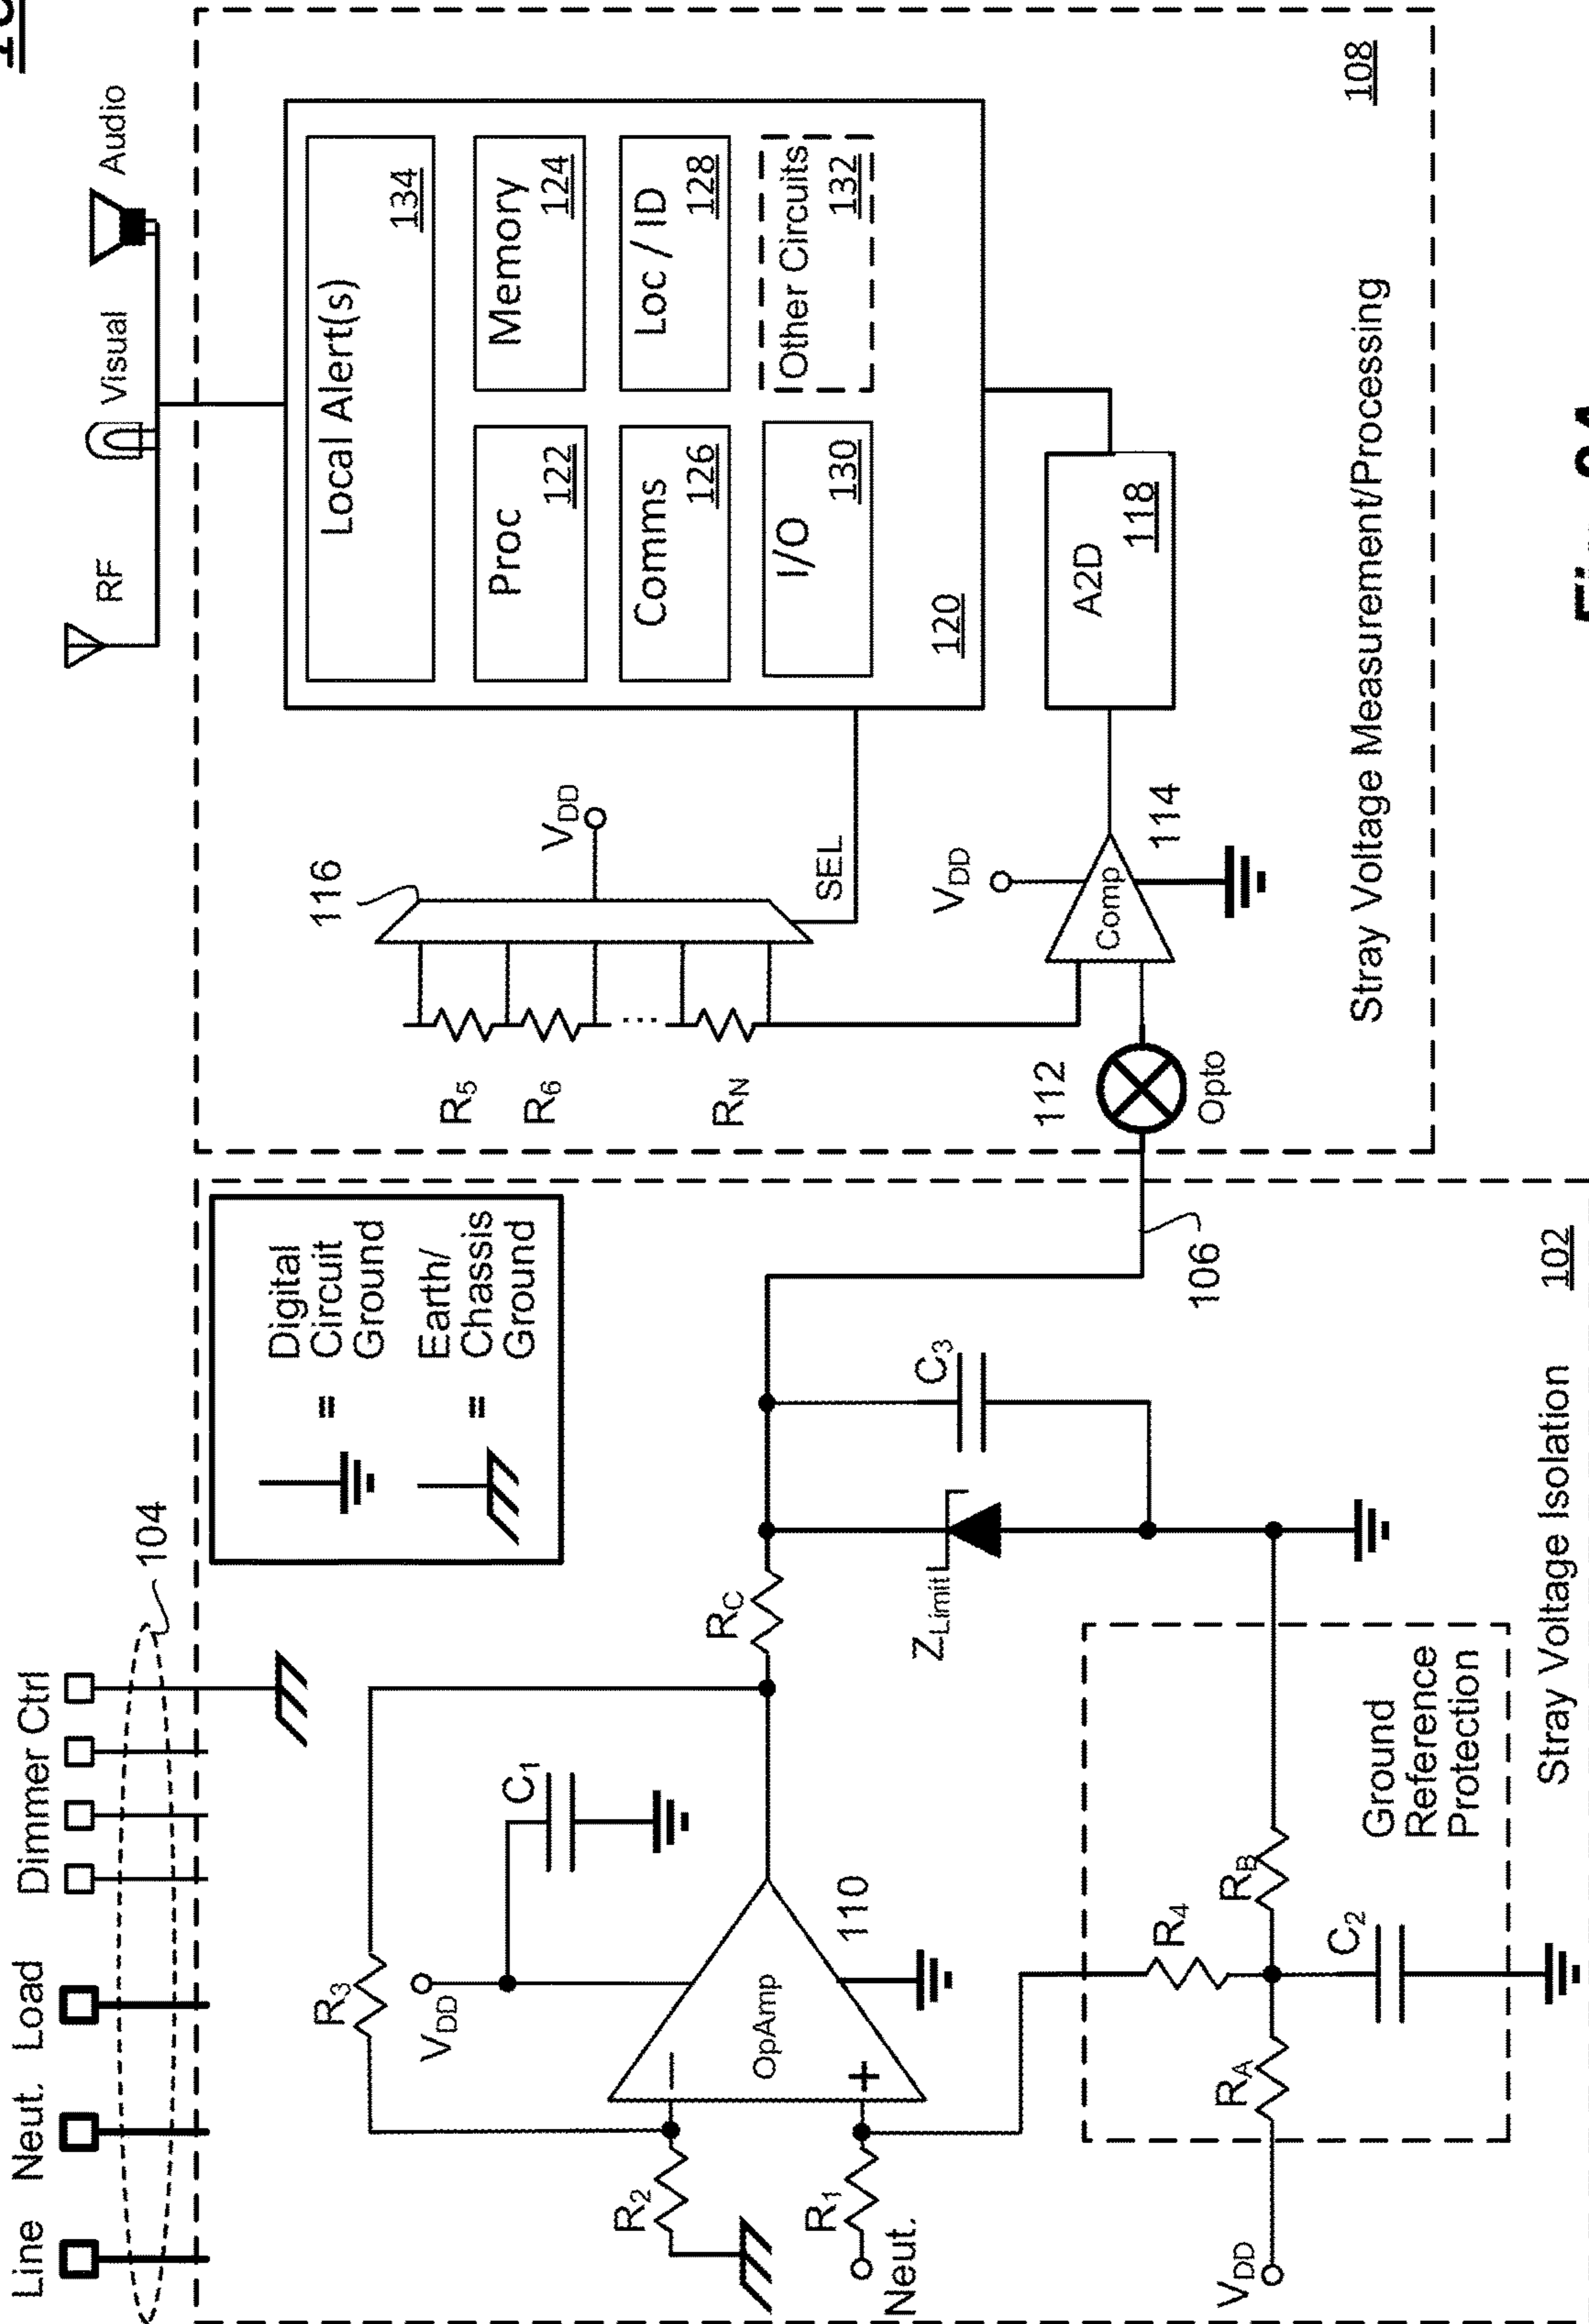 Line
Neut.
Load
Dimmer Ctrl
104
RF
Visual
Audio
= Digital
Circuit
Ground
= Earth/
Chassis
Ground
R3
VDD
C1
R2
R1
Neut.
−
+
OpAmp
110
RC
ZLimit
C3
106
VDD
RA
R4
RB
C2
Ground
Reference
Protection
Stray Voltage Isolation
102
116
R5
R6
...
RN
VDD
SEL
Local Alert(s)
134
Proc
122
Memory
124
Comms
126
Loc / ID
128
I/O
130
Other Circuits
132
120
112
Opto
VDD
Comp
114
A2D
118
Stray Voltage Measurement/Processing
108